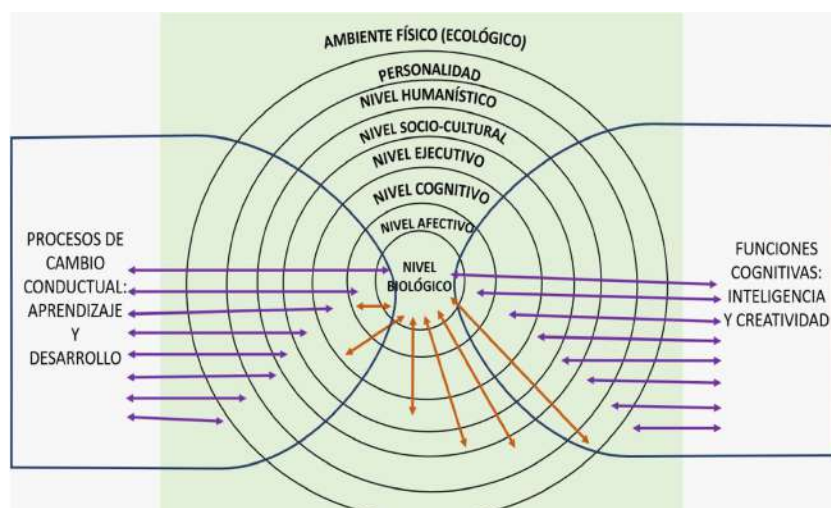 AMBIENTE FÍSICO (ECOLÓGICO)
PERSONALIDAD
NIVEL HUMANÍSTICO
NIVEL SOCIO-CULTURAL
NIVEL EJECUTIVO
NIVEL COGNITIVO
NIVEL AFECTIVO
NIVEL
BIOLÓGICO
PROCESOS DE
CAMBIO
CONDUCTUAL:
APRENDIZAJE
Y
DESARROLLO
FUNCIONES
COGNITIVAS:
INTELIGENCIA
Y CREATIVIDAD